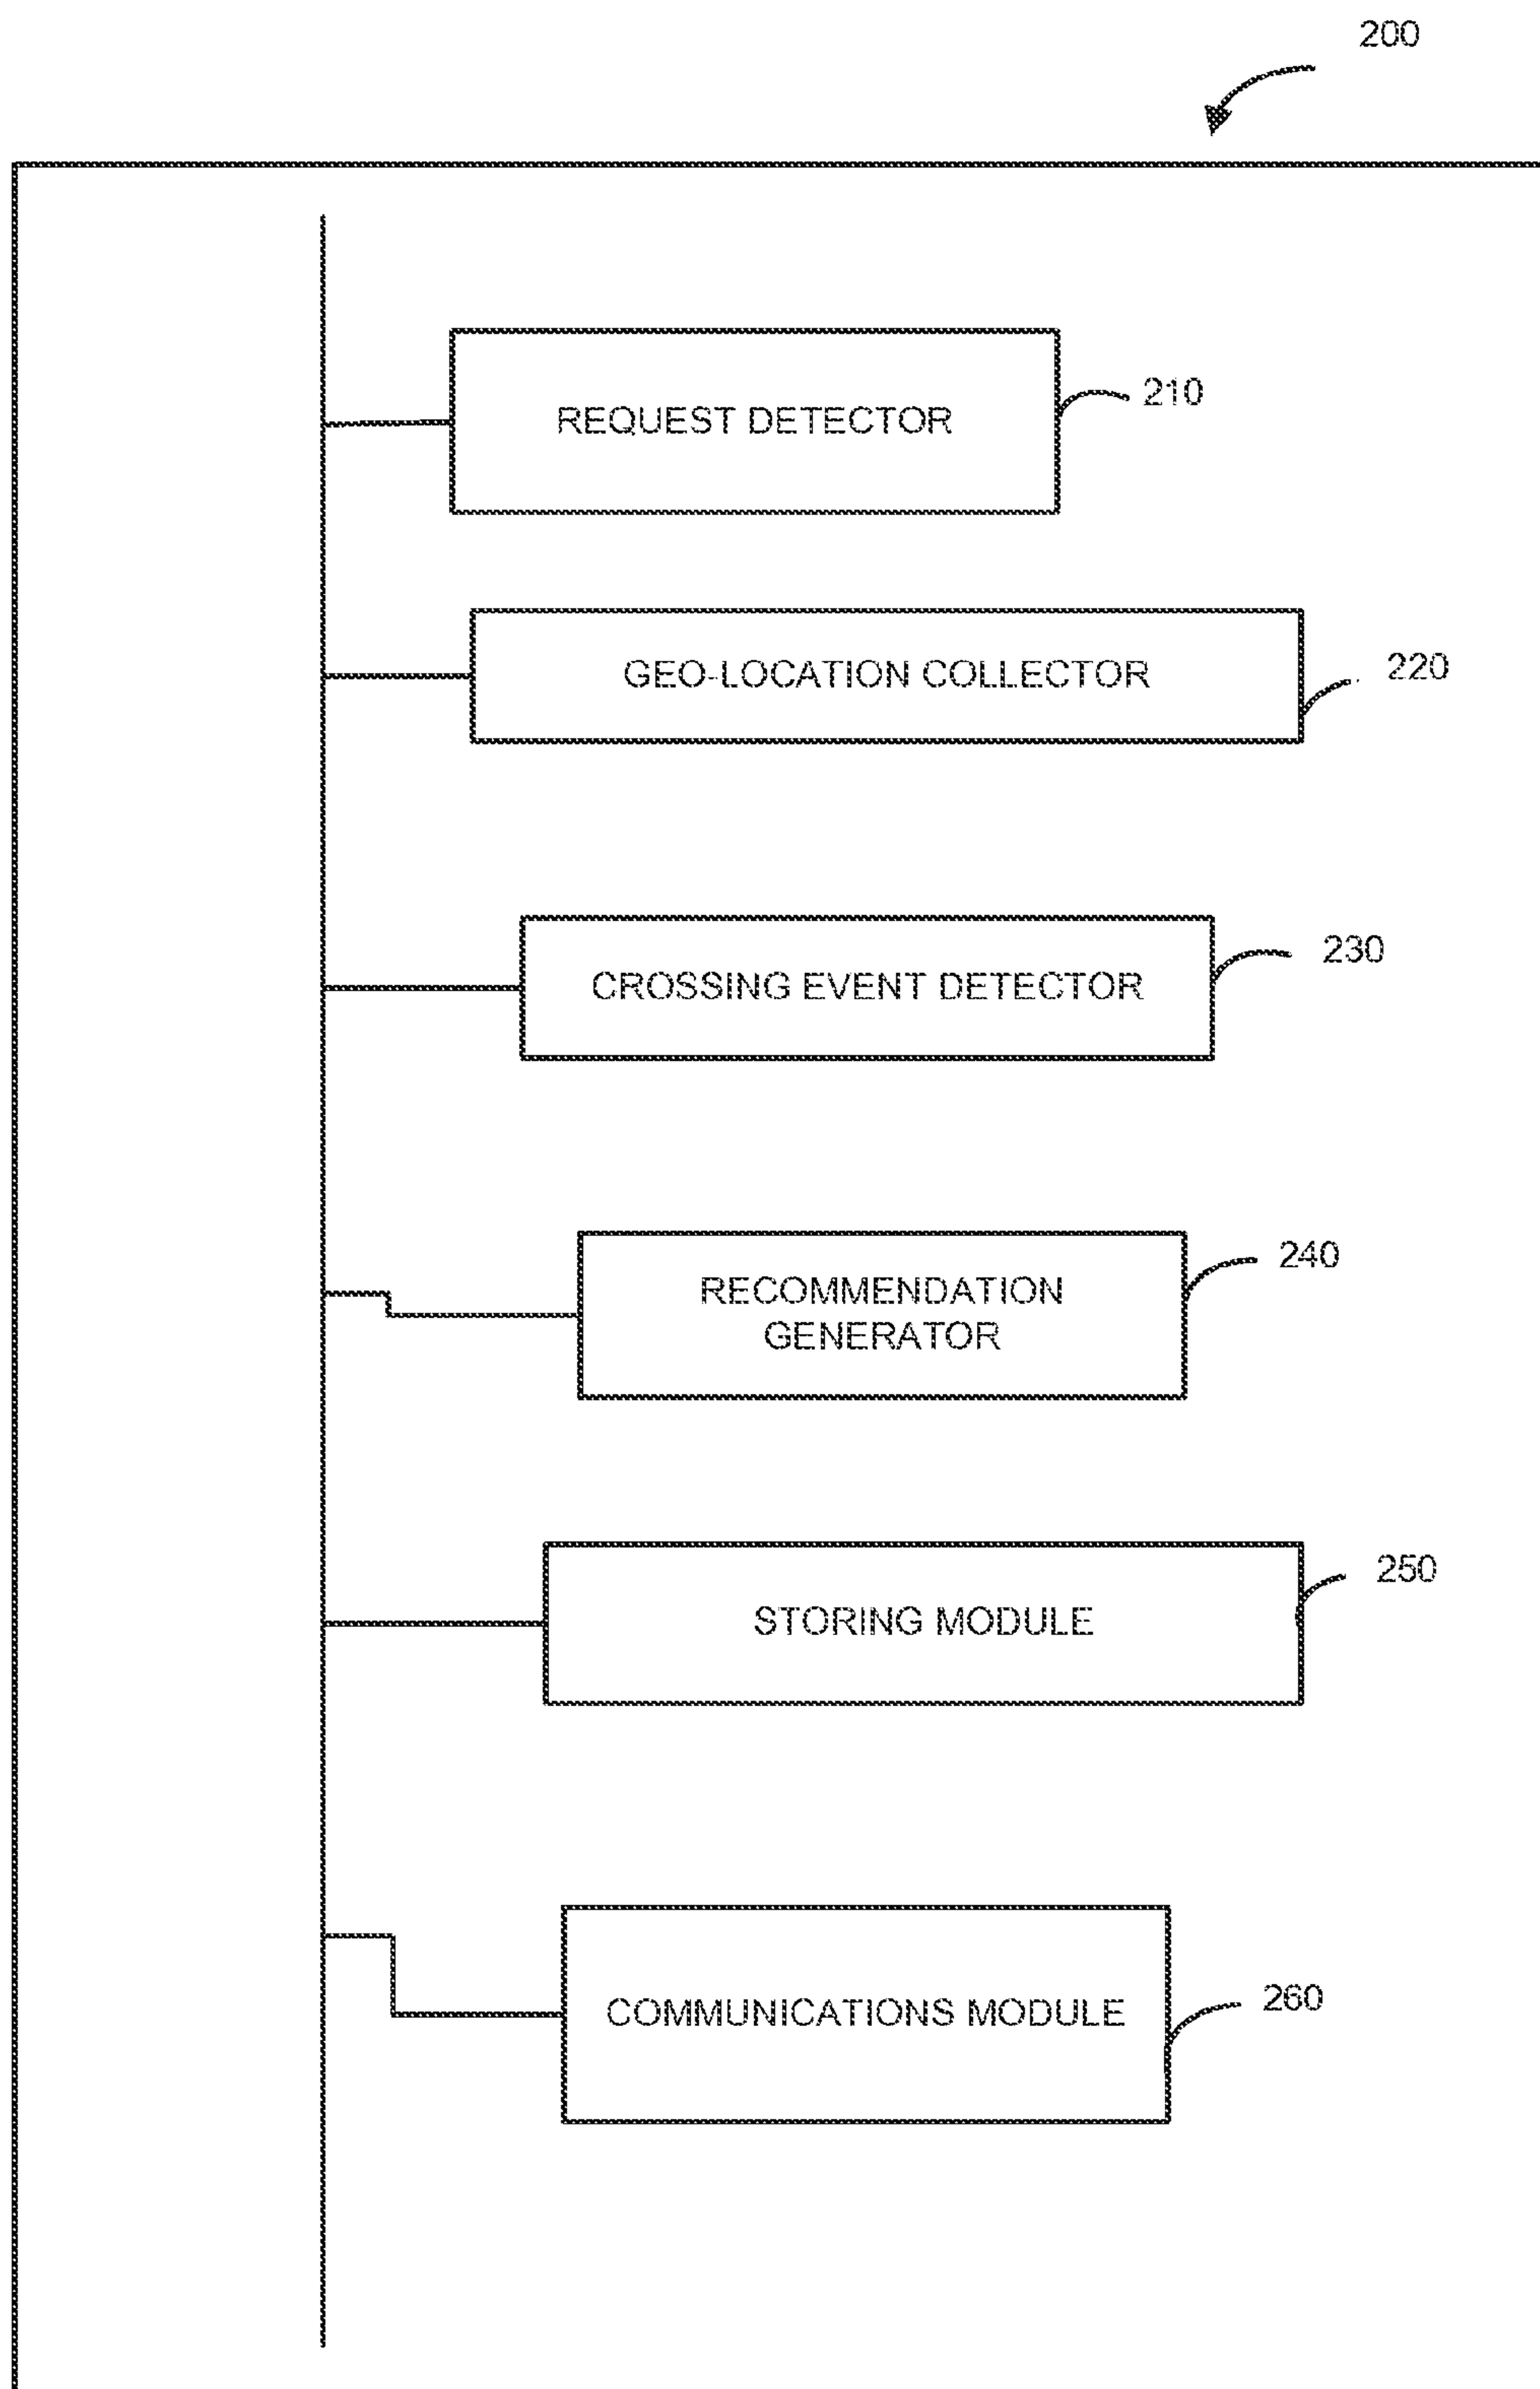 200
REQUEST DETECTOR
210
GEO-LOCATION COLLECTOR
220
CROSSING EVENT DETECTOR
230
RECOMMENDATION
GENERATOR
240
STORING MODULE
250
COMMUNICATIONS MODULE
260